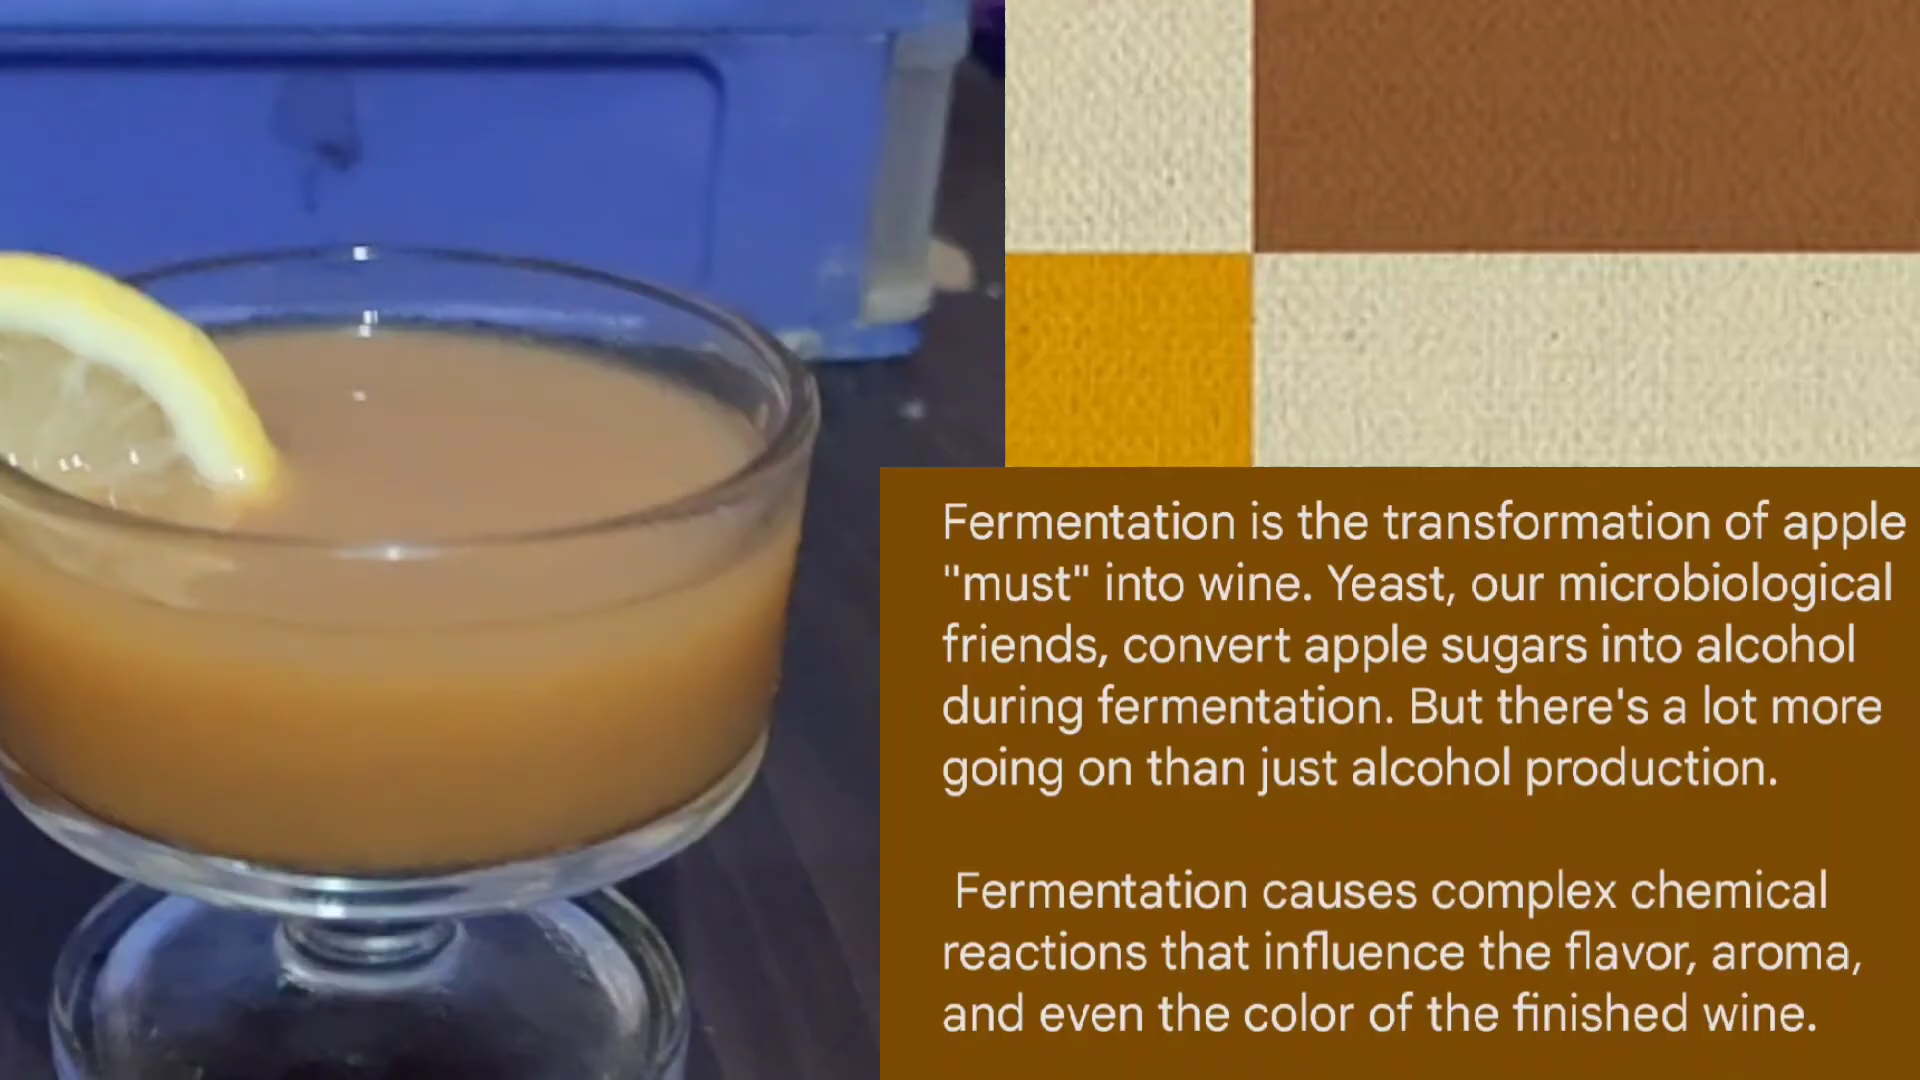 Fermentation is the transformation of apple
"must" into wine. Yeast, our microbiological
friends, convert apple sugars into alcohol
during fermentation. But there's a lot more
going on than just alcohol production.
Fermentation causes complex chemical
reactions that influence the flavor, aroma,
and even the color of the finished wine.